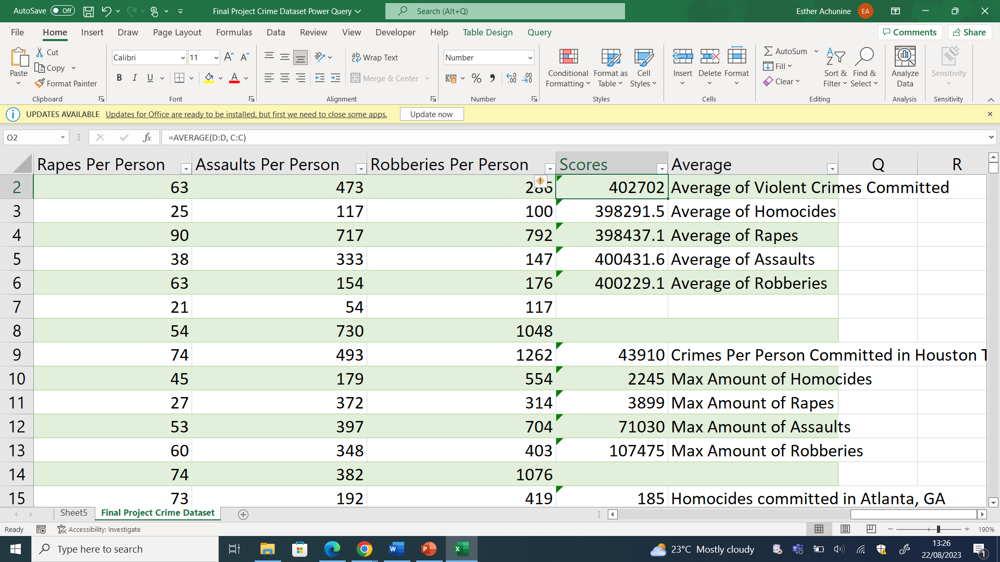 AutoSave Off Final Project Crime Dataset Power Query Search (Alt+Q) Esther Achunine EA
File Home Insert Draw Page Layout Formulas Data Review View Developer Help Table Design Query Comments Share
Paste Cut Copy Format Painter Clipboard
Calibri 11 B I U A Font
Wrap Text Merge & Center Alignment
Number % Number
Conditional Formatting Format as Table Cell Styles Styles
Insert Delete Format Cells
AutoSum Fill Clear Sort & Filter Find & Select Editing
Analyze Data Analysis
Sensitivity Sensitivity
UPDATES AVAILABLE Updates for Office are ready to be installed, but first we need to close some apps. Update now
O2 fx =AVERAGE(D:D, C:C)
Rapes Per Person Assaults Per Person Robberies Per Person Scores Average Q R
2 63 473 286 402702 Average of Violent Crimes Committed
3 25 117 100 398291.5 Average of Homocides
4 90 717 792 398437.1 Average of Rapes
5 38 333 147 400431.6 Average of Assaults
6 63 154 176 400229.1 Average of Robberies
7 21 54 117
8 54 730 1048
9 74 493 1262 43910 Crimes Per Person Committed in Houston T
10 45 179 554 2245 Max Amount of Homocides
11 27 372 314 3899 Max Amount of Rapes
12 53 397 704 71030 Max Amount of Assaults
13 60 348 403 107475 Max Amount of Robberies
14 74 382 1076
15 73 192 419 185 Homocides committed in Atlanta, GA
Sheet5 Final Project Crime Dataset
Ready Accessibility: Investigate 190%
Type here to search 23°C Mostly cloudy 13:26
22/08/2023 1